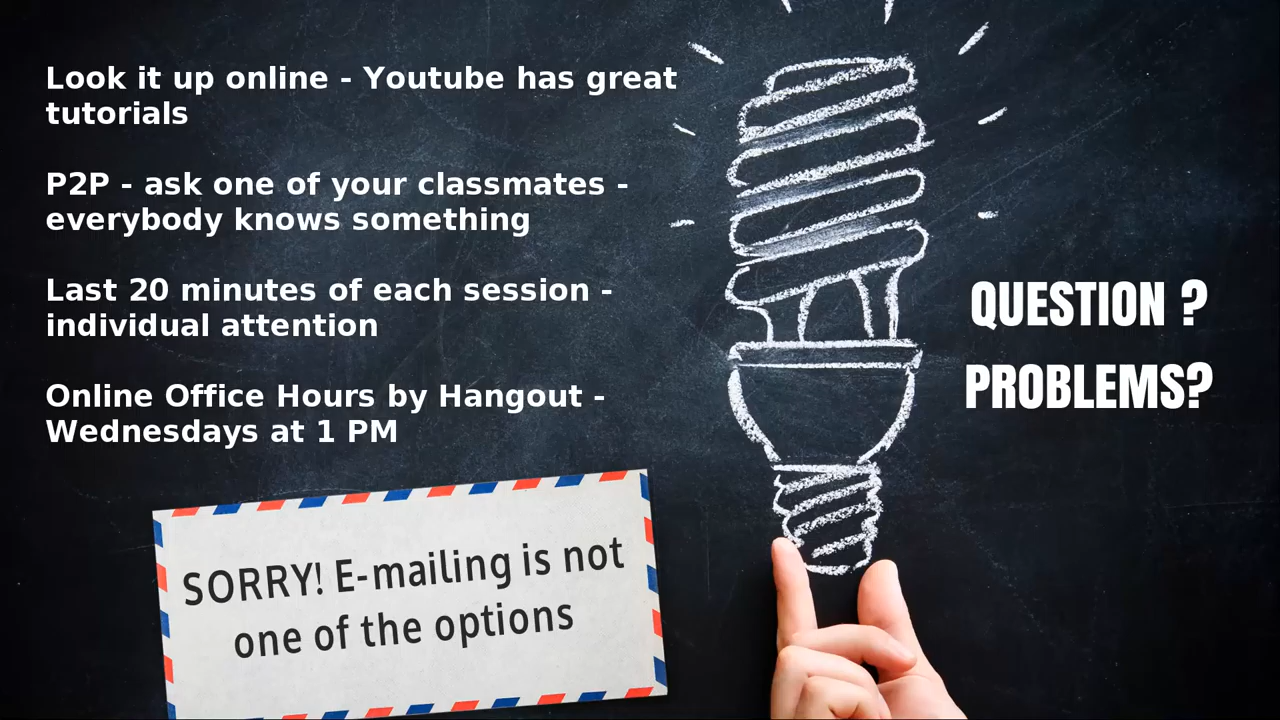 Look it up online - Youtube has great
tutorials
P2P - ask one of your classmates -
everybody knows something
Last 20 minutes of each session -
individual attention
Online Office Hours by Hangout -
Wednesdays at 1 PM
QUESTION ?
PROBLEMS?
SORRY! E-mailing is not
one of the options